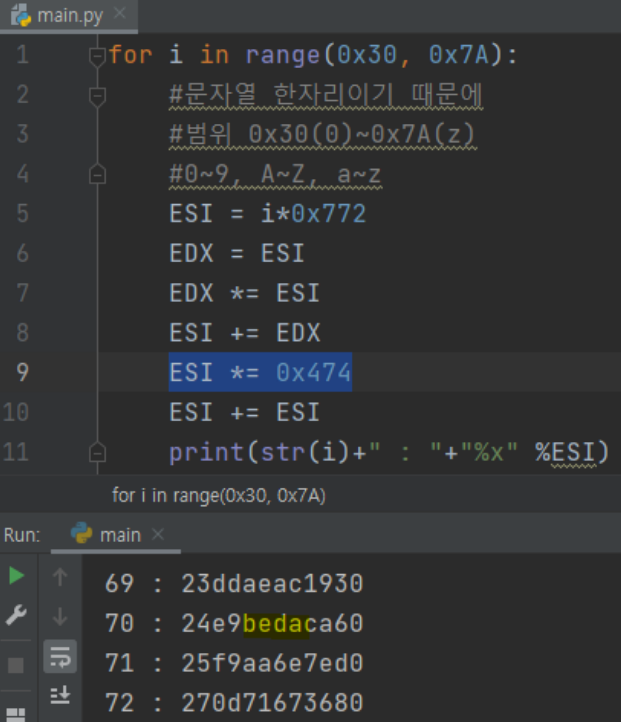 main.py
1 for i in range(0x30, 0x7A):
2 #문자열 한자리이기 때문에
3 #범위 0x30(0)~0x7A(z)
4 #0~9, A~Z, a~z
5 ESI = i*0x772
6 EDX = ESI
7 EDX *= ESI
8 ESI += EDX
9 ESI *= 0x474
10 ESI += ESI
11 print(str(i)+" : "+"%x" %ESI)
for i in range(0x30, 0x7A)
Run: main
69 : 23ddaeac1930
70 : 24e9bedaca60
71 : 25f9aa6e7ed0
72 : 270d71673680